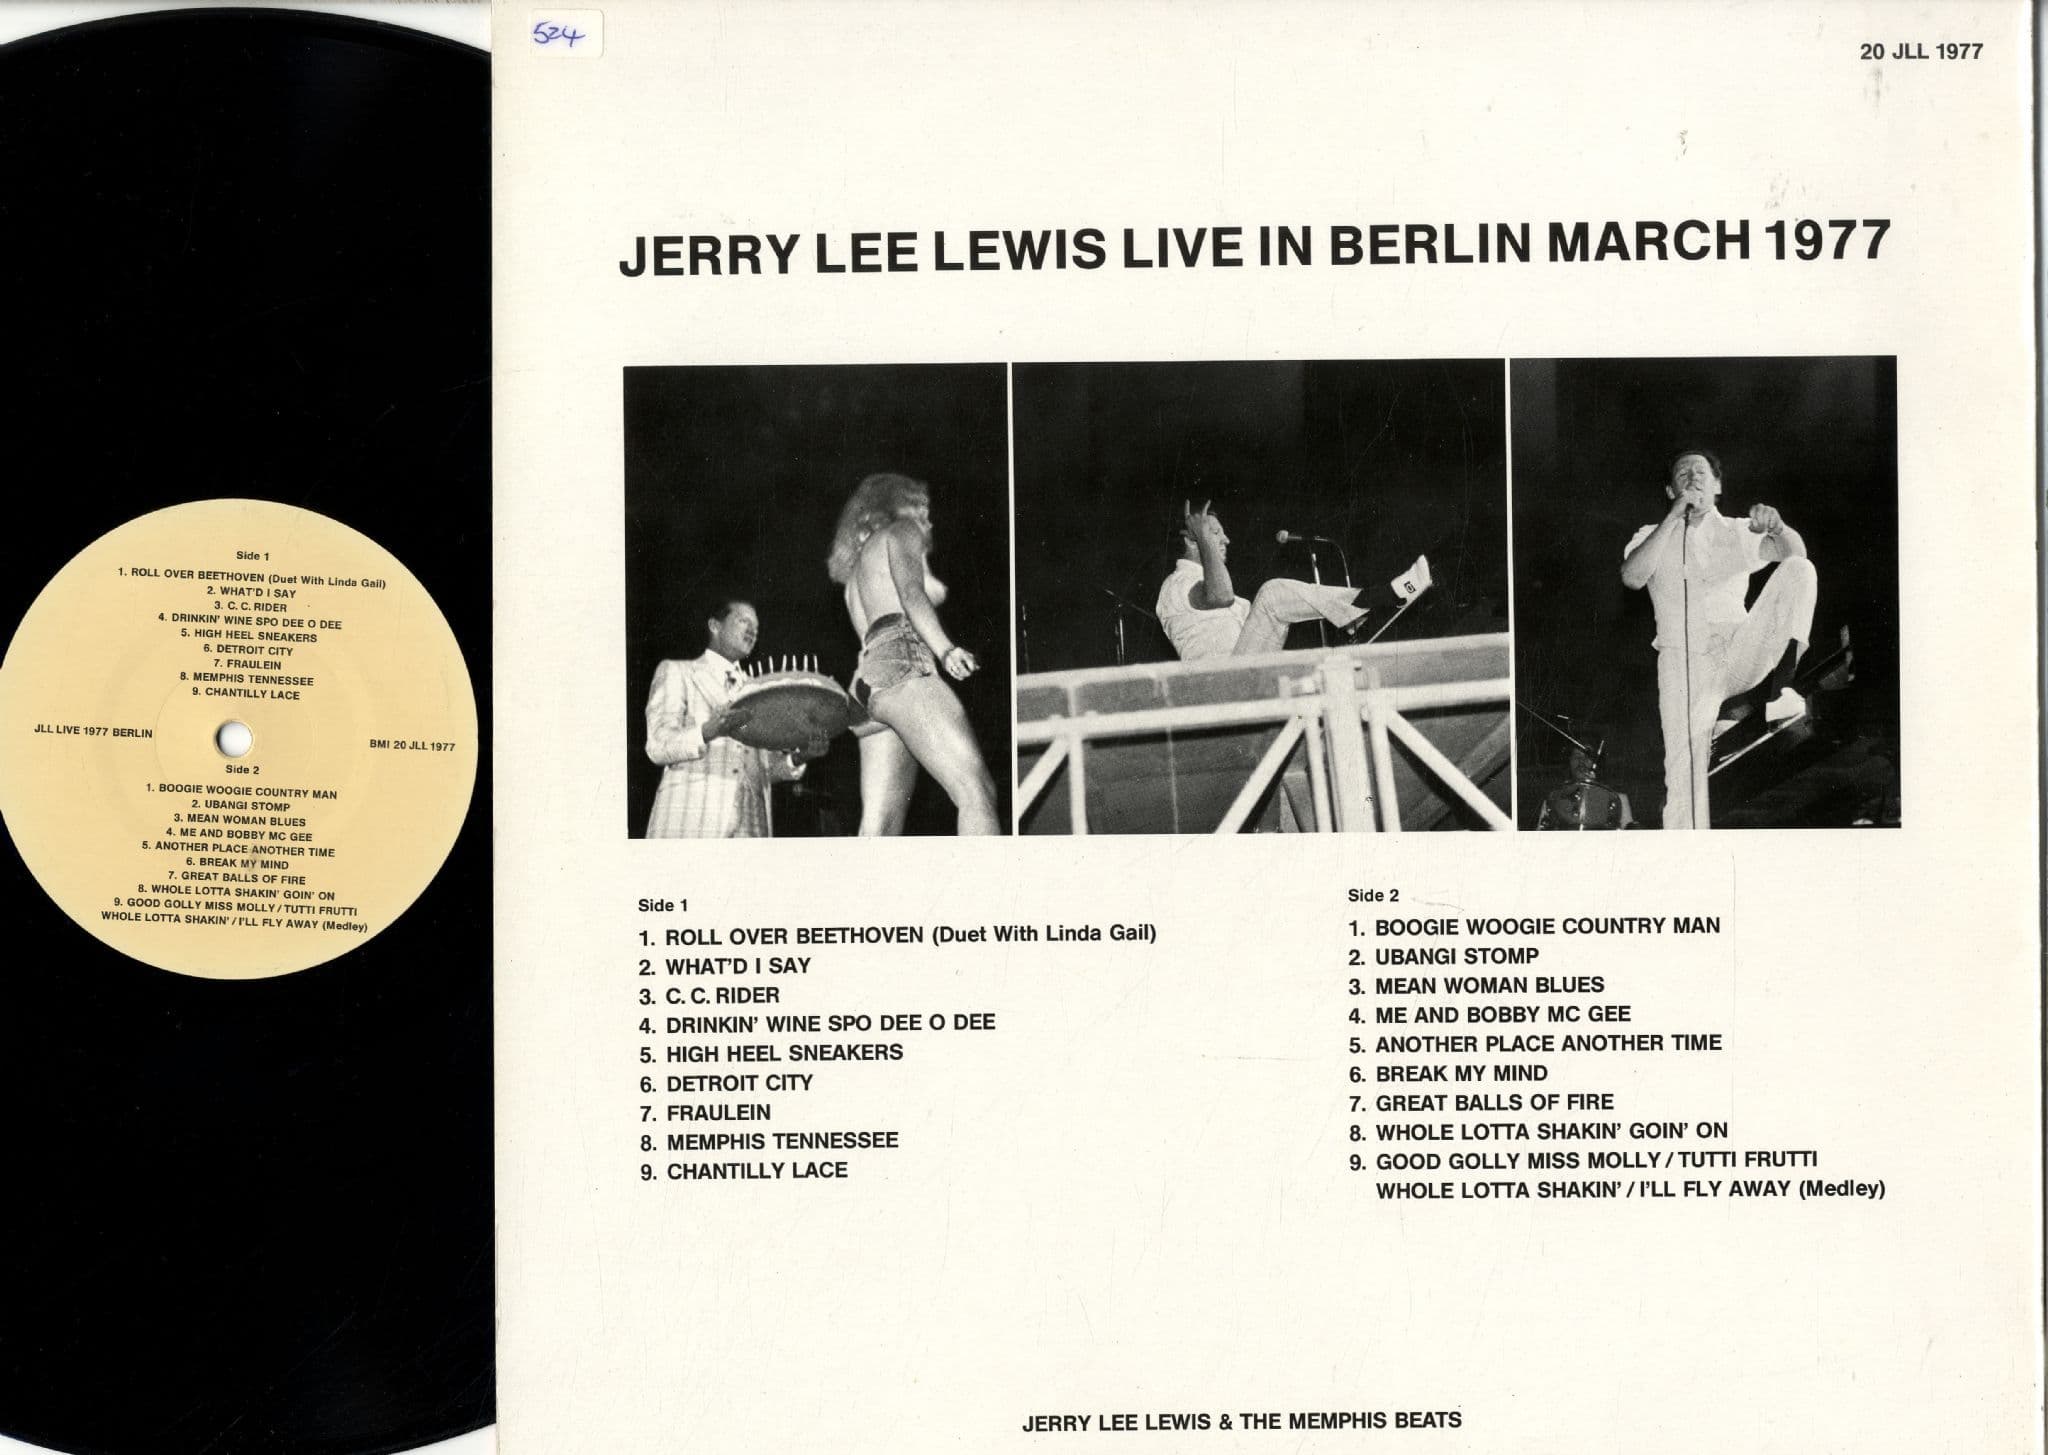 524
20 JLL 1977
JERRY LEE LEWIS LIVE IN BERLIN MARCH 1977
Side 1
1. ROLL OVER BEETHOVEN (Duet With Linda Gail)
2. WHAT'D I SAY
3. C. C. RIDER
4. DRINKIN' WINE SPO DEE O DEE
5. HIGH HEEL SNEAKERS
6. DETROIT CITY
7. FRAULEIN
8. MEMPHIS TENNESSEE
9. CHANTILLY LACE
Side 2
1. BOOGIE WOOGIE COUNTRY MAN
2. UBANGI STOMP
3. MEAN WOMAN BLUES
4. ME AND BOBBY MC GEE
5. ANOTHER PLACE ANOTHER TIME
6. BREAK MY MIND
7. GREAT BALLS OF FIRE
8. WHOLE LOTTA SHAKIN' GOIN' ON
9. GOOD GOLLY MISS MOLLY / TUTTI FRUTTI
WHOLE LOTTA SHAKIN' / I'LL FLY AWAY (Medley)
JERRY LEE LEWIS & THE MEMPHIS BEATS
Side 1
1. ROLL OVER BEETHOVEN (Duet With Linda Gail)
2. WHAT'D I SAY
3. C. C. RIDER
4. DRINKIN' WINE SPO DEE O DEE
5. HIGH HEEL SNEAKERS
6. DETROIT CITY
7. FRAULEIN
8. MEMPHIS TENNESSEE
9. CHANTILLY LACE
JLL LIVE 1977 BERLIN
BMI 20 JLL 1977
Side 2
1. BOOGIE WOOGIE COUNTRY MAN
2. UBANGI STOMP
3. MEAN WOMAN BLUES
4. ME AND BOBBY MC GEE
5. ANOTHER PLACE ANOTHER TIME
6. BREAK MY MIND
7. GREAT BALLS OF FIRE
8. WHOLE LOTTA SHAKIN' GOIN' ON
9. GOOD GOLLY MISS MOLLY / TUTTI FRUTTI
WHOLE LOTTA SHAKIN' / I'LL FLY AWAY (Medley)